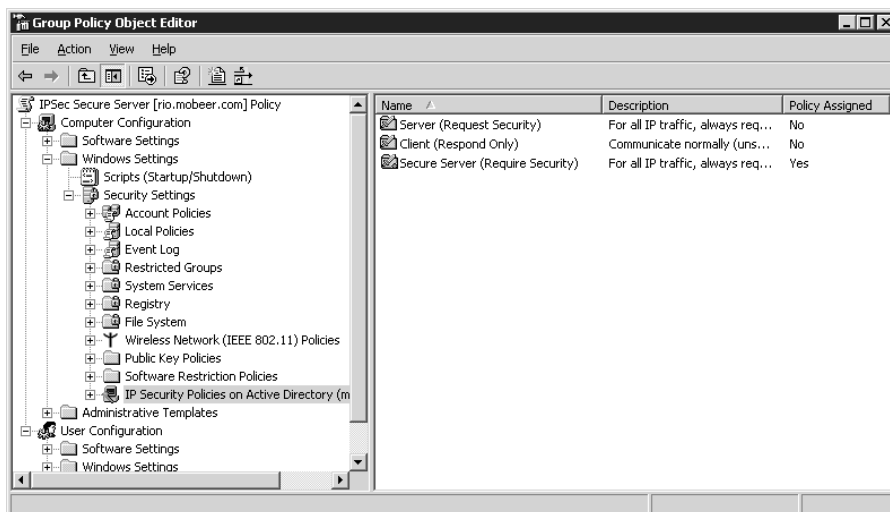 Group Policy Object Editor
File Action View Help
IPSec Secure Server [rio.mobeer.com] Policy
Computer Configuration
Software Settings
Windows Settings
Scripts (Startup/Shutdown)
Security Settings
Account Policies
Local Policies
Event Log
Restricted Groups
System Services
Registry
File System
Wireless Network (IEEE 802.11) Policies
Public Key Policies
Software Restriction Policies
IP Security Policies on Active Directory (m
Administrative Templates
User Configuration
Software Settings
Windows Settings
Name Description Policy Assigned
Server (Request Security) For all IP traffic, always req... No
Client (Respond Only) Communicate normally (uns... No
Secure Server (Require Security) For all IP traffic, always req... Yes